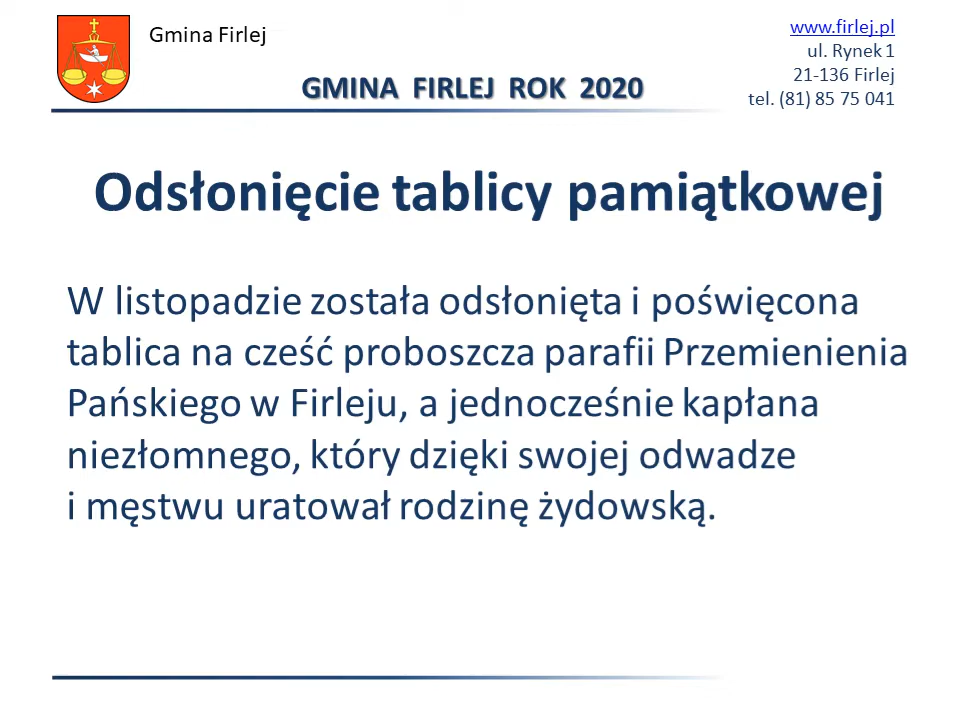 Gmina Firlej
www.firlej.pl
ul. Rynek 1
21-136 Firlej
tel. (81) 85 75 041
GMINA FIRLEJ ROK 2020
Odsłonięcie tablicy pamiątkowej
W listopadzie została odsłonięta i poświęcona
tablica na cześć proboszcza parafii Przemienienia
Pańskiego w Firleju, a jednocześnie kapłana
niezłomnego, który dzięki swojej odwadze
i męstwu uratował rodzinę żydowską.